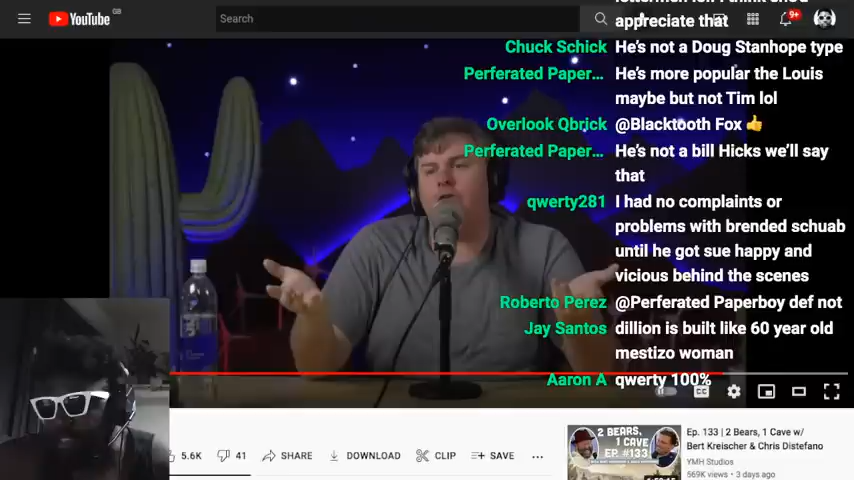 YouTube GB
Search
9+
appreciate that
Chuck Schick He's not a Doug Stanhope type
Perferated Paper... He's more popular the Louis
maybe but not Tim lol
Overlook Qbrick @Blacktooth Fox 👍
Perferated Paper... He's not a bill Hicks we'll say
that
qwerty281 I had no complaints or
problems with brended schuab
until he got sue happy and
vicious behind the scenes
Roberto Perez @Perferated Paperboy def not
Jay Santos dillion is built like 60 year old
mestizo woman
Aaron A qwerty 100%
5.6K 41 SHARE DOWNLOAD CLIP SAVE ...
2 BEARS,
1 CAVE
EP. #133
Ep. 133 | 2 Bears, 1 Cave w/
Bert Kreischer & Chris Distefano
YMH Studios
569K views • 3 days ago